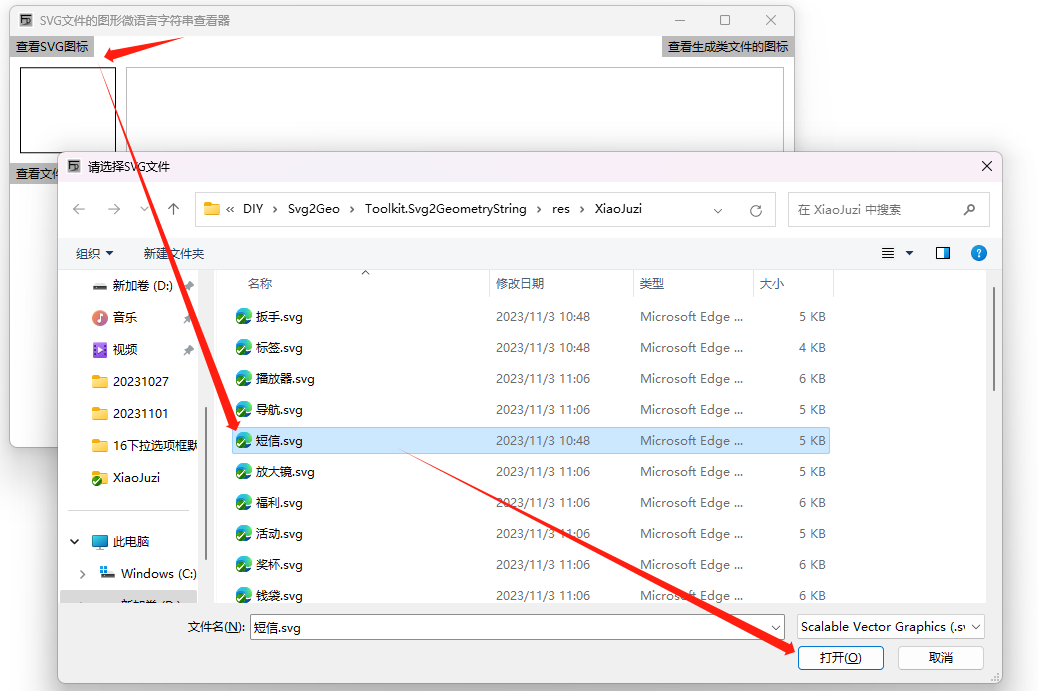 SVG文件的图形微语言字符串查看器
查看SVG图标
查看生成类文件的图标
查看文件
请选择SVG文件
« DIY › Svg2Geo › Toolkit.Svg2GeometryString › res › XiaoJuzi
在 XiaoJuzi 中搜索
组织 新建文件夹
?
新加卷 (D:)
音乐
视频
20231027
20231101
16下拉选项框默
XiaoJuzi
此电脑
Windows (C:)
新加卷 (D:)
名称 修改日期 类型 大小
扳手.svg 2023/11/3 10:48 Microsoft Edge ... 5 KB
标签.svg 2023/11/3 10:48 Microsoft Edge ... 4 KB
播放器.svg 2023/11/3 11:06 Microsoft Edge ... 6 KB
导航.svg 2023/11/3 11:06 Microsoft Edge ... 5 KB
短信.svg 2023/11/3 10:48 Microsoft Edge ... 5 KB
放大镜.svg 2023/11/3 11:06 Microsoft Edge ... 5 KB
福利.svg 2023/11/3 11:06 Microsoft Edge ... 6 KB
活动.svg 2023/11/3 11:06 Microsoft Edge ... 5 KB
奖杯.svg 2023/11/3 11:06 Microsoft Edge ... 6 KB
钱袋.svg 2023/11/3 11:06 Microsoft Edge ... 6 KB
文件名(N): 短信.svg
Scalable Vector Graphics (.sv
打开(O) 取消